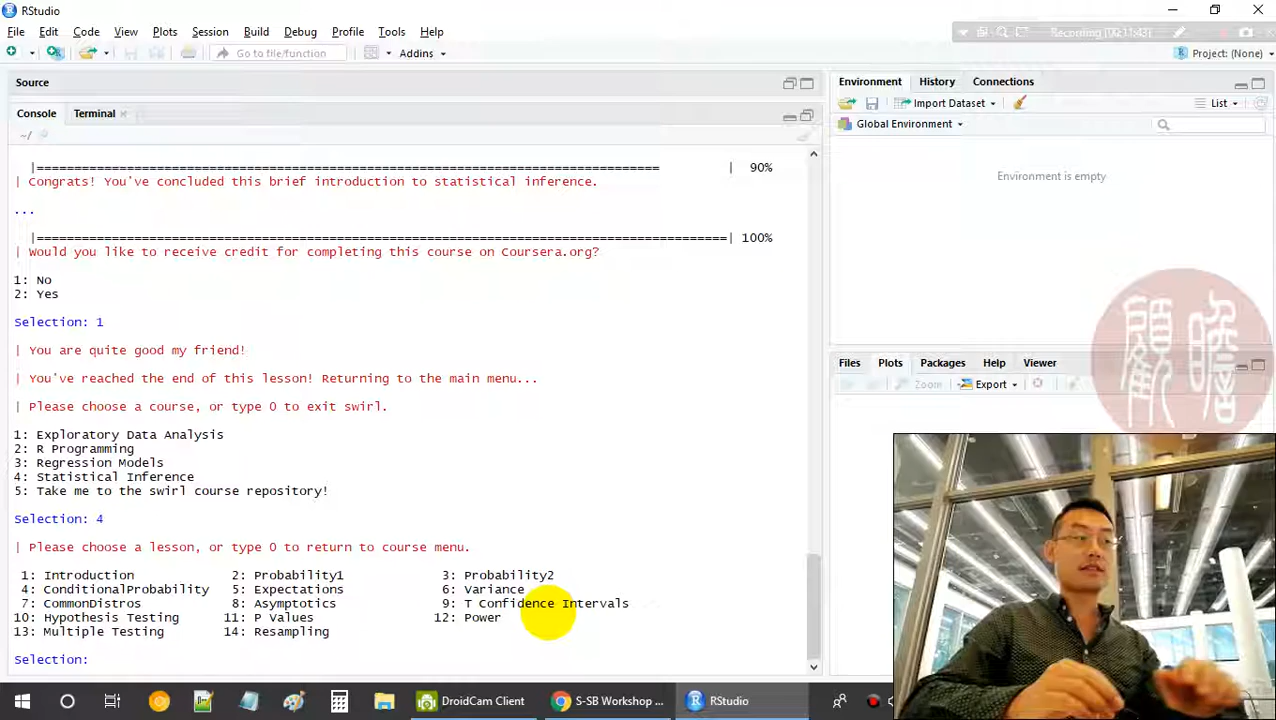 RStudio
File Edit Code View Plots Session Build Debug Profile Tools Help
Recording [00:11:43]
Go to file/function
Addins
Project: (None)
Source
Console Terminal
~/
|===================================================================================== | 90%
| Congrats! You've concluded this brief introduction to statistical inference.
...
|==============================================================================================| 100%
| Would you like to receive credit for completing this course on Coursera.org?
1: No
2: Yes
Selection: 1
| You are quite good my friend!
| You've reached the end of this lesson! Returning to the main menu...
| Please choose a course, or type 0 to exit swirl.
1: Exploratory Data Analysis
2: R Programming
3: Regression Models
4: Statistical Inference
5: Take me to the swirl course repository!
Selection: 4
| Please choose a lesson, or type 0 to return to course menu.
1: Introduction 2: Probability1 3: Probability2
4: ConditionalProbability 5: Expectations 6: Variance
7: CommonDistros 8: Asymptotics 9: T Confidence Intervals
10: Hypothesis Testing 11: P Values 12: Power
13: Multiple Testing 14: Resampling
Selection:
Environment History Connections
Import Dataset
List
Global Environment
Environment is empty
Files Plots Packages Help Viewer
Zoom Export
DroidCam Client
S-SB Workshop ...
RStudio